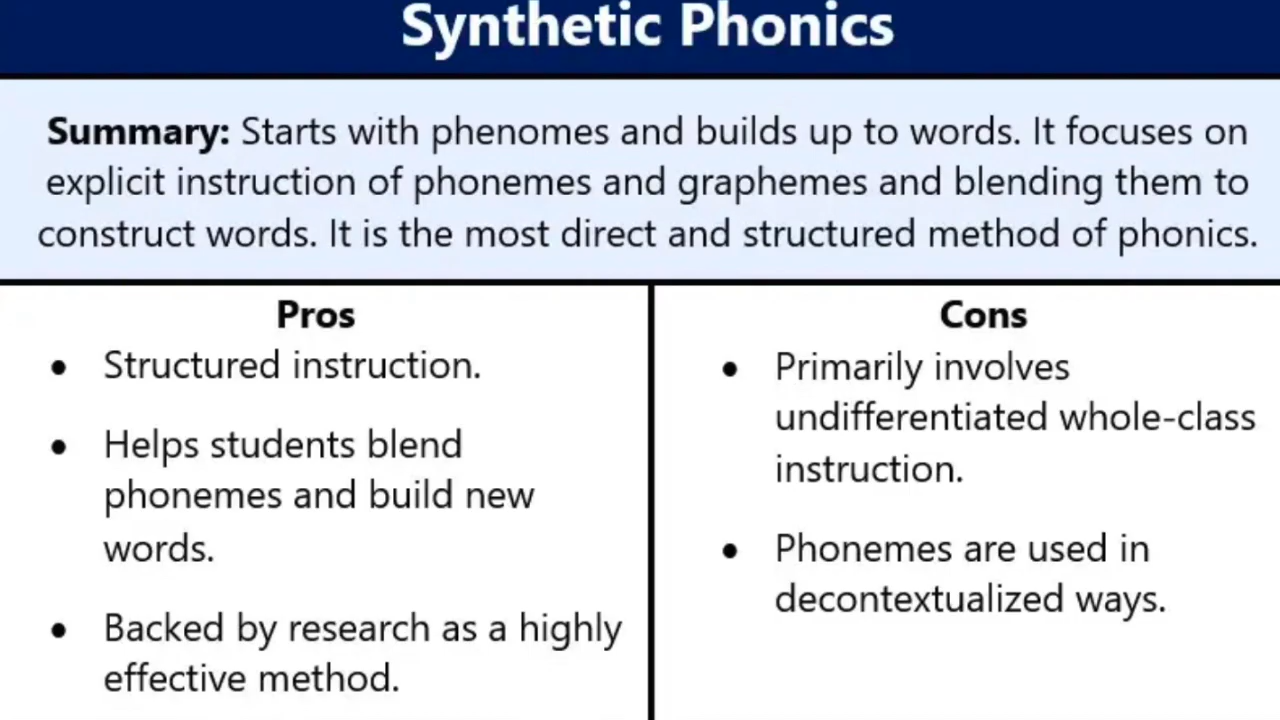 Synthetic Phonics
Summary: Starts with phenomes and builds up to words. It focuses on
explicit instruction of phonemes and graphemes and blending them to
construct words. It is the most direct and structured method of phonics.
Pros
• Structured instruction.
• Helps students blend
phonemes and build new
words.
• Backed by research as a highly
effective method.
Cons
• Primarily involves
undifferentiated whole-class
instruction.
• Phonemes are used in
decontextualized ways.